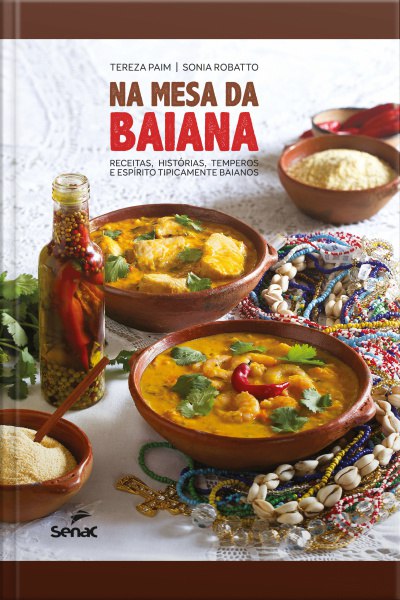 TEREZA PAIM | SONIA ROBATTO
NA MESA DA
BAIANA
RECEITAS, HISTÓRIAS, TEMPEROS
E ESPÍRITO TIPICAMENTE BAIANOS
Senac